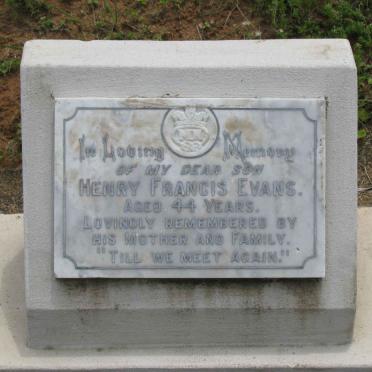 In Loving Memory
of my dear son
Henry Francis Evans.
Aged 44 Years.
Lovingly remembered by
his Mother and Family.
"Till we meet again."